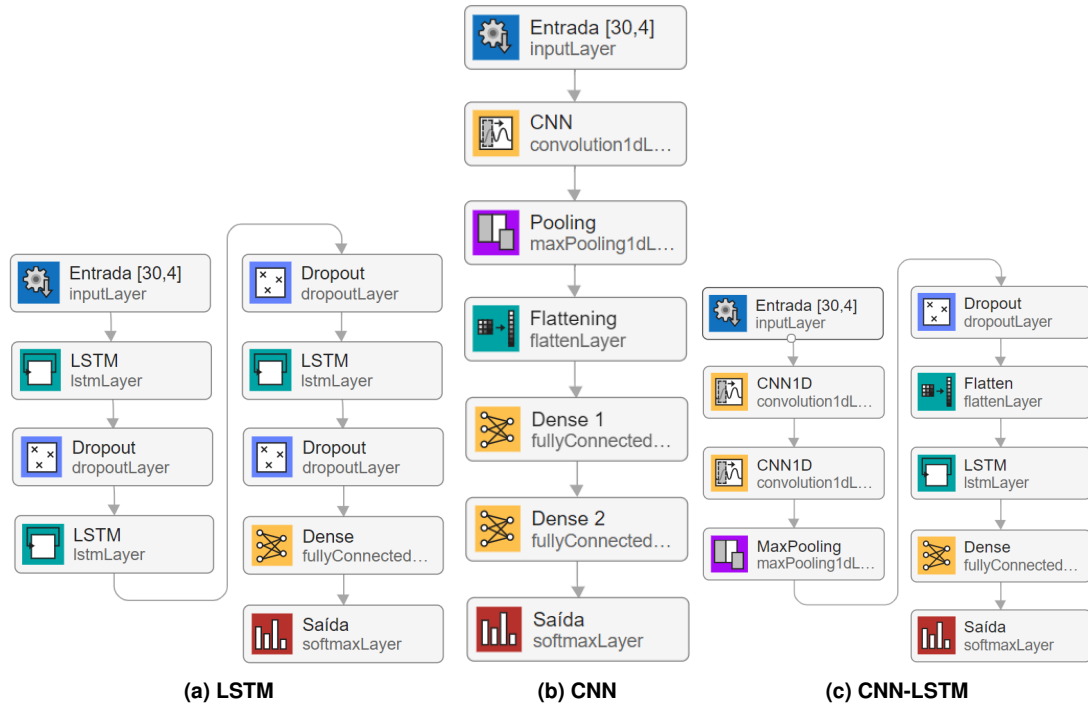 Entrada [30,4]
inputLayer
LSTM
lstmLayer
Dropout
dropoutLayer
LSTM
lstmLayer
Dropout
dropoutLayer
LSTM
lstmLayer
Dropout
dropoutLayer
Dense
fullyConnected...
Saída
softmaxLayer
(a) LSTM
Entrada [30,4]
inputLayer
CNN
convolution1dL...
Pooling
maxPooling1dL...
Flattening
flattenLayer
Dense 1
fullyConnected...
Dense 2
fullyConnected...
Saída
softmaxLayer
(b) CNN
Entrada [30,4]
inputLayer
CNN1D
convolution1dL...
CNN1D
convolution1dL...
MaxPooling
maxPooling1dL...
Dropout
dropoutLayer
Flatten
flattenLayer
LSTM
lstmLayer
Dense
fullyConnected...
Saída
softmaxLayer
(c) CNN-LSTM